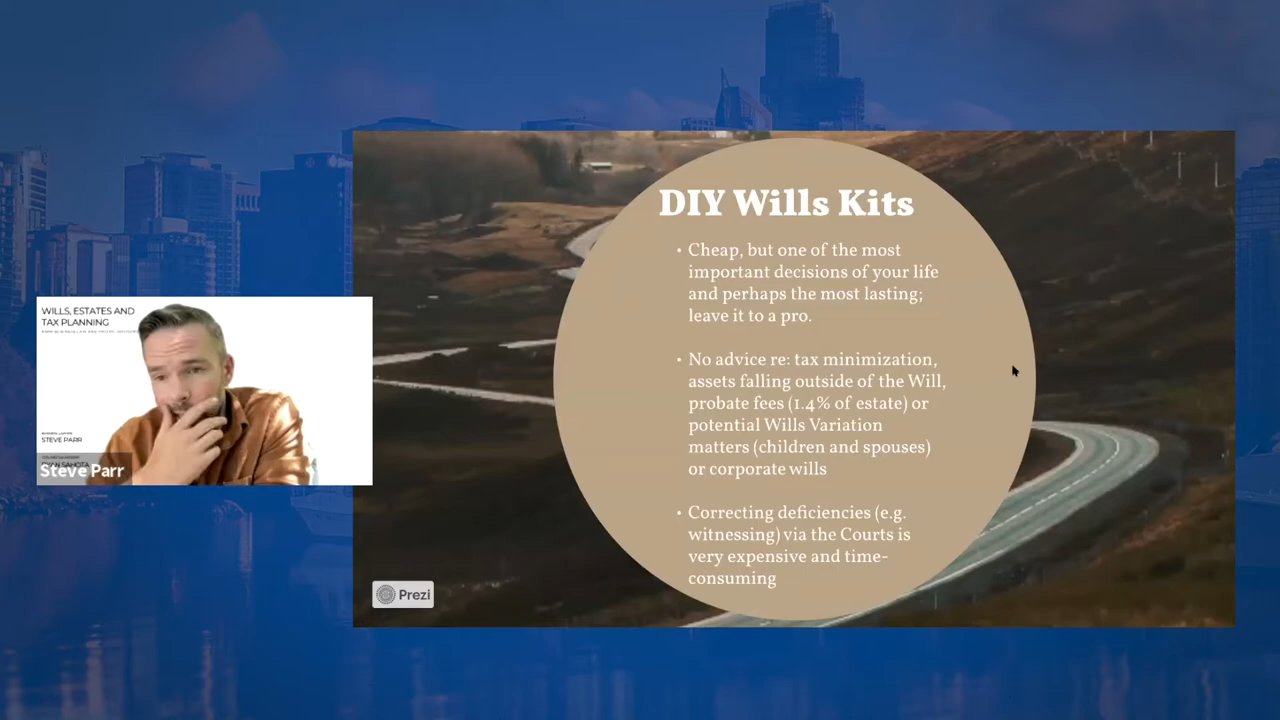 WILLS, ESTATES AND
TAX PLANNING
STEVE PARR
Steve Parr
DIY Wills Kits
• Cheap, but one of the most
important decisions of your life
and perhaps the most lasting;
leave it to a pro.
• No advice re: tax minimization,
assets falling outside of the Will,
probate fees (1.4% of estate) or
potential Wills Variation
matters (children and spouses)
or corporate wills
• Correcting deficiencies (e.g.
witnessing) via the Courts is
very expensive and time-
consuming
Prezi